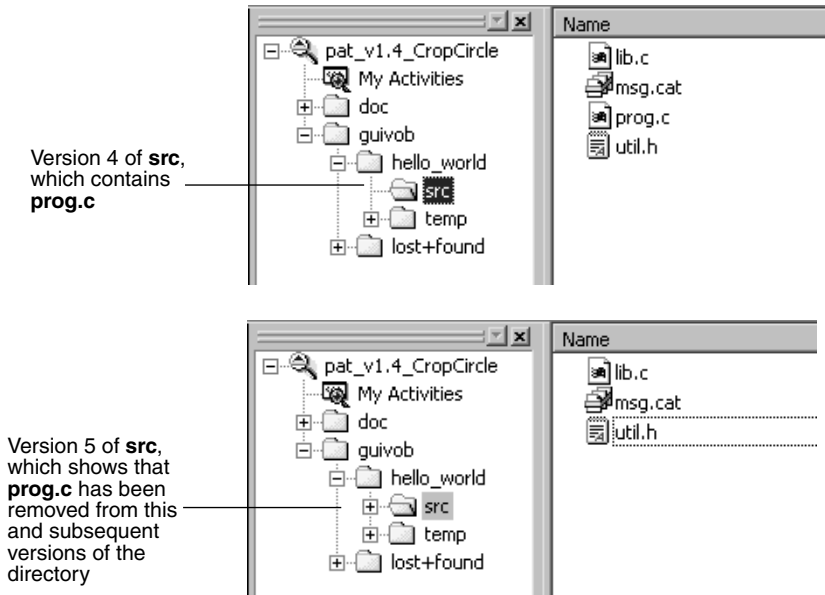 Name
pat_v1.4_CropCircle
My Activities
doc
guivob
hello_world
src
temp
lost+found
lib.c
msg.cat
prog.c
util.h
Version 4 of src,
which contains
prog.c
Name
pat_v1.4_CropCircle
My Activities
doc
guivob
hello_world
src
temp
lost+found
lib.c
msg.cat
util.h
Version 5 of src,
which shows that
prog.c has been
removed from this
and subsequent
versions of the
directory